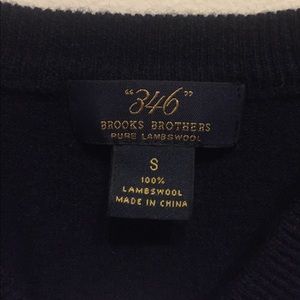 "346"
BROOKS BROTHERS
PURE LAMBSWOOL
S
100%
LAMBSWOOL
MADE IN CHINA